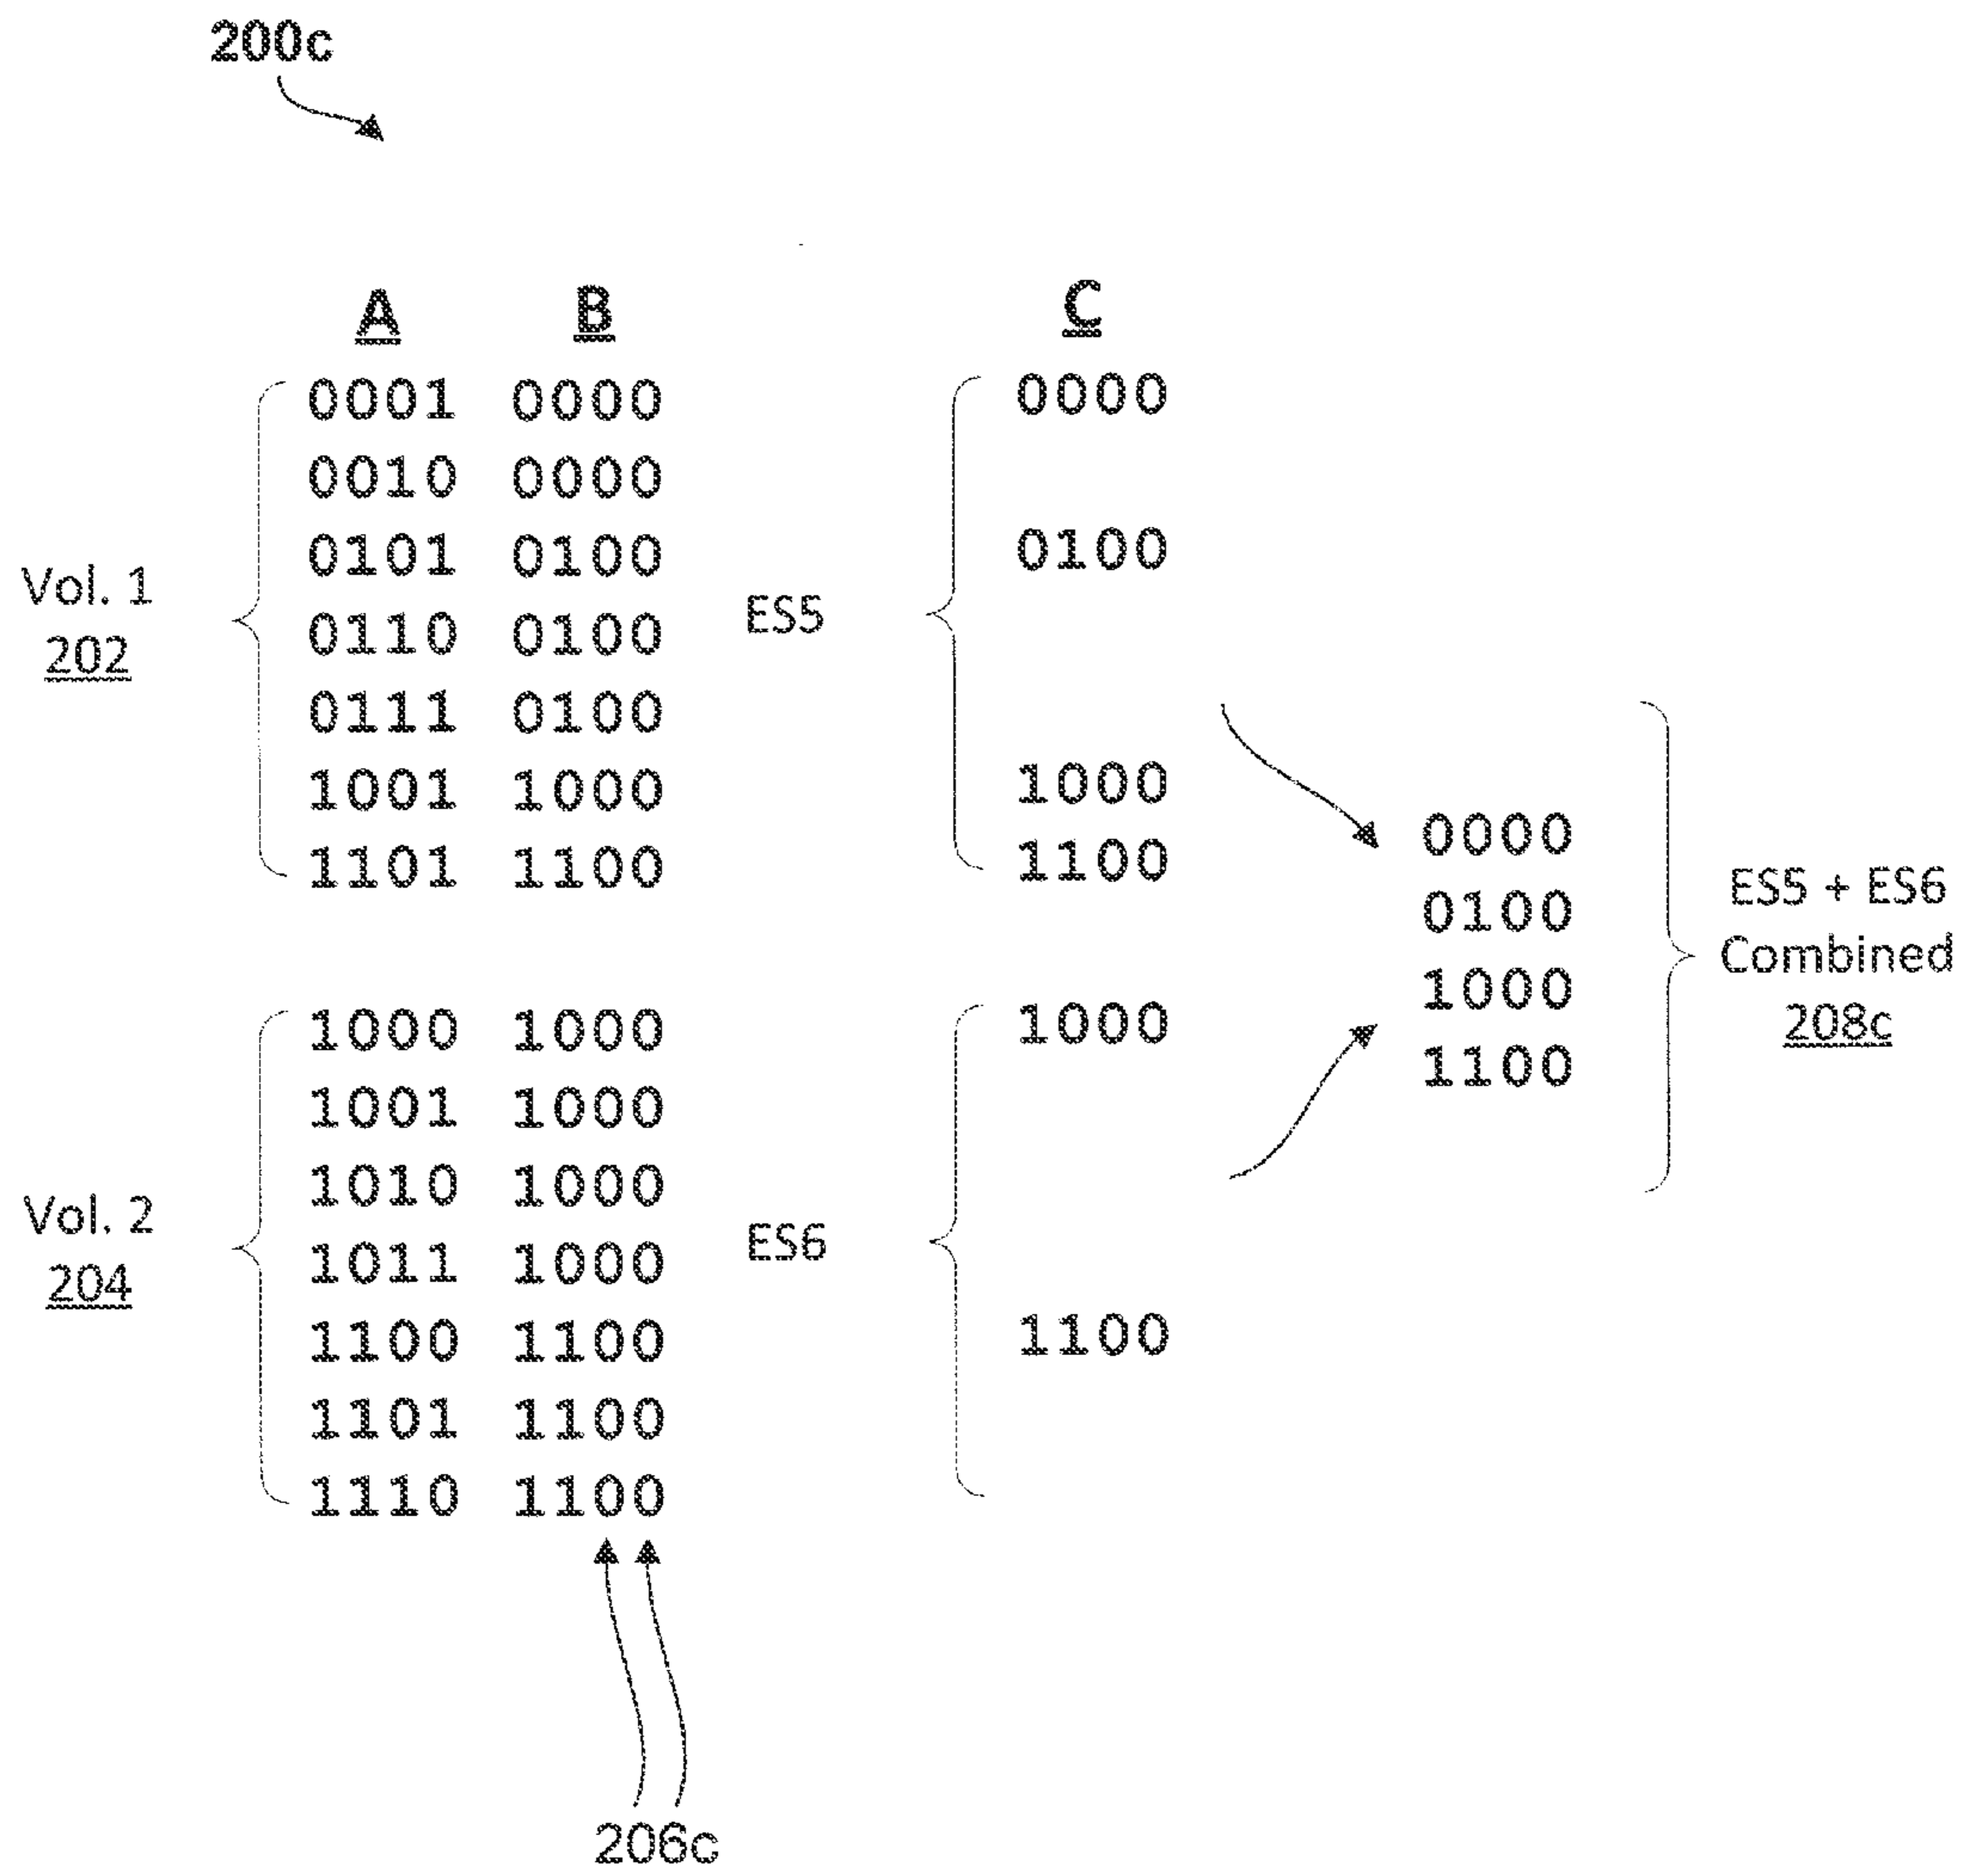 200c
A B C
0001 0000 0000
0010 0000
0101 0100 0100
Vol. 1
202
0110 0100
ES5
0111 0100
1001 1000 1000
1101 1100 1100
0000
0100
1000
1100
ES5 + ES6
Combined
208c
1000 1000 1000
1001 1000
1010 1000
Vol. 2
204
1011 1000
ES6
1100 1100 1100
1101 1100
1110 1100
206c